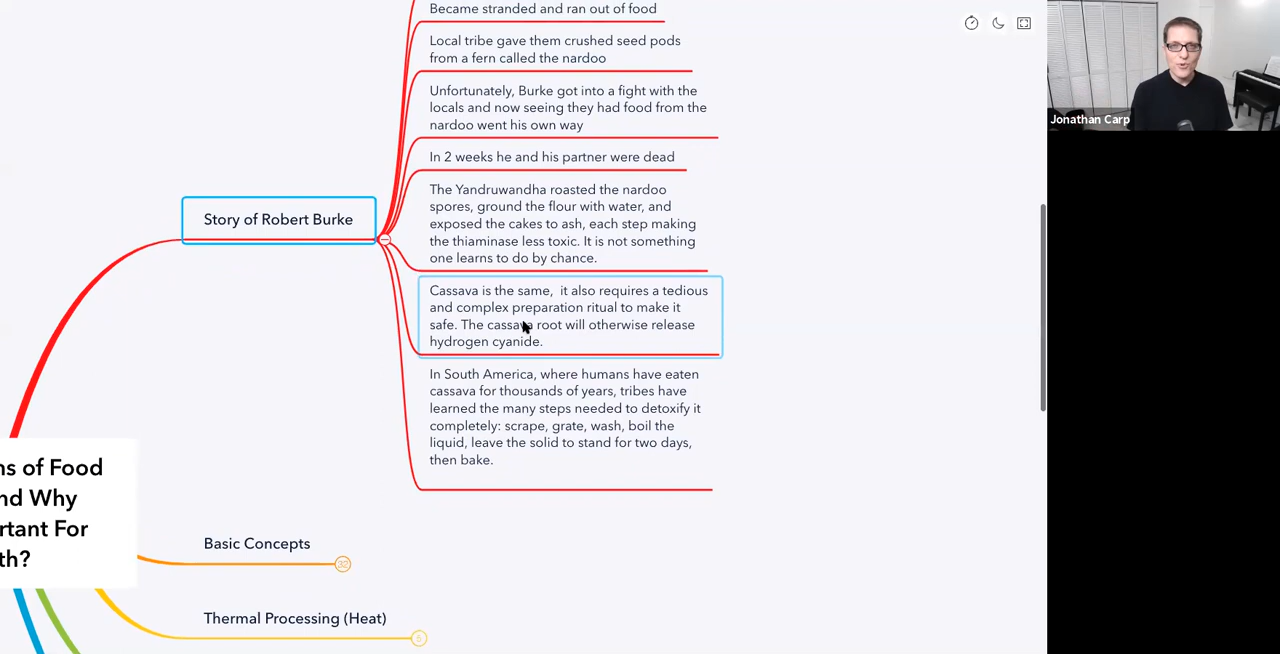 Became stranded and ran out of food
Local tribe gave them crushed seed pods
from a fern called the nardoo
Unfortunately, Burke got into a fight with the
locals and now seeing they had food from the
nardoo went his own way
In 2 weeks he and his partner were dead
The Yandruwandha roasted the nardoo
spores, ground the flour with water, and
exposed the cakes to ash, each step making
the thiaminase less toxic. It is not something
one learns to do by chance.
Story of Robert Burke
Cassava is the same,  it also requires a tedious
and complex preparation ritual to make it
safe. The cassava root will otherwise release
hydrogen cyanide.
In South America, where humans have eaten
cassava for thousands of years, tribes have
learned the many steps needed to detoxify it
completely: scrape, grate, wash, boil the
liquid, leave the solid to stand for two days,
then bake.
ns of Food
nd Why
rtant For
th?
Basic Concepts
32
Thermal Processing (Heat)
5
Jonathan Carp